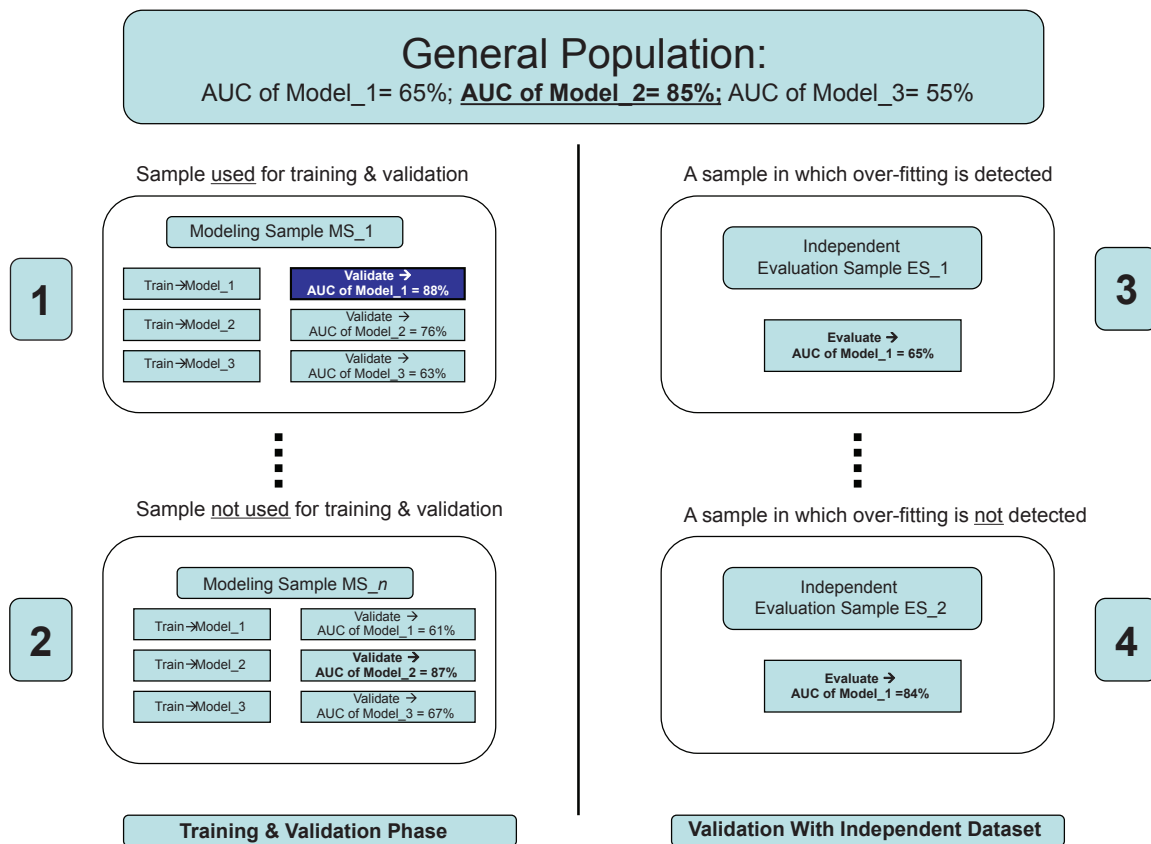 General Population:
AUC of Model_1= 65%; AUC of Model_2= 85%; AUC of Model_3= 55%
Sample used for training & validation
Modeling Sample MS_1
1
Train→Model_1
Validate →
AUC of Model_1 = 88%
Train→Model_2
Validate →
AUC of Model_2 = 76%
Train→Model_3
Validate →
AUC of Model_3 = 63%
Sample not used for training & validation
Modeling Sample MS_n
2
Train→Model_1
Validate →
AUC of Model_1 = 61%
Train→Model_2
Validate →
AUC of Model_2 = 87%
Train→Model_3
Validate →
AUC of Model_3 = 67%
Training & Validation Phase
A sample in which over-fitting is detected
Independent
Evaluation Sample ES_1
3
Evaluate →
AUC of Model_1 = 65%
A sample in which over-fitting is not detected
Independent
Evaluation Sample ES_2
4
Evaluate →
AUC of Model_1 =84%
Validation With Independent Dataset